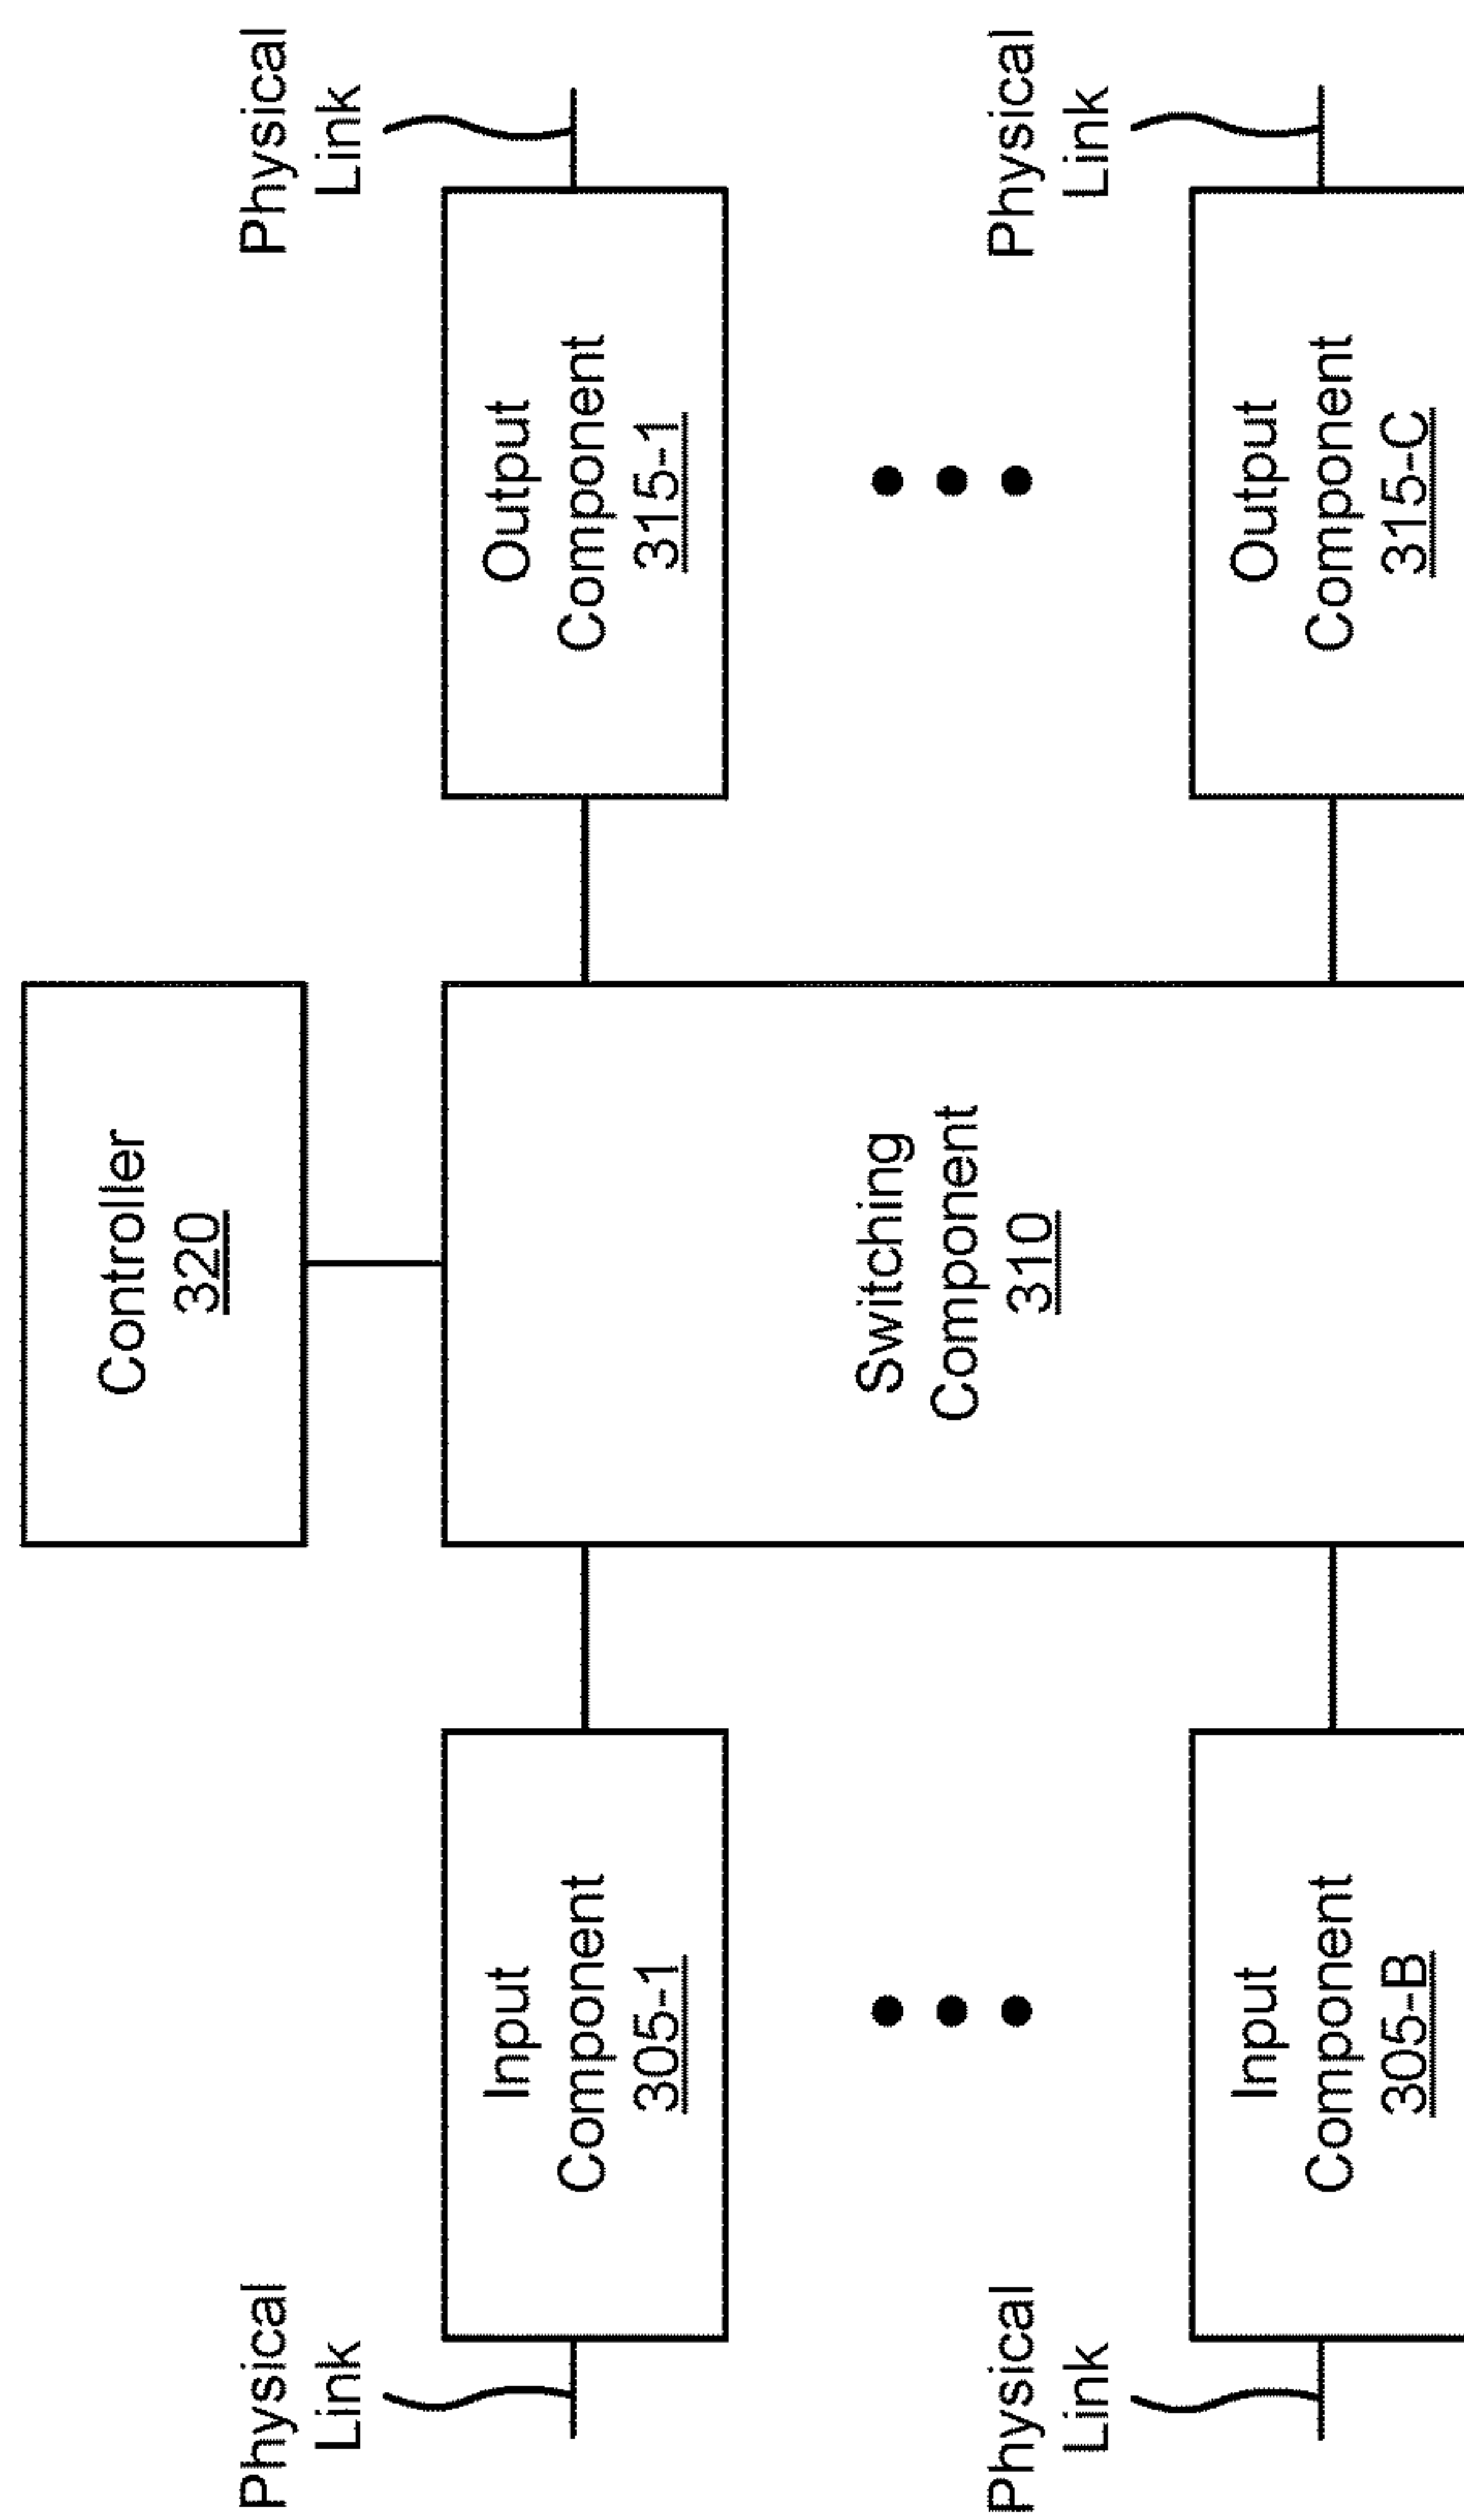 Controller
320
Physical
Link
Input
Component
305-1
Switching
Component
310
Output
Component
315-1
Physical
Link
Physical
Link
Input
Component
305-B
Output
Component
315-C
Physical
Link